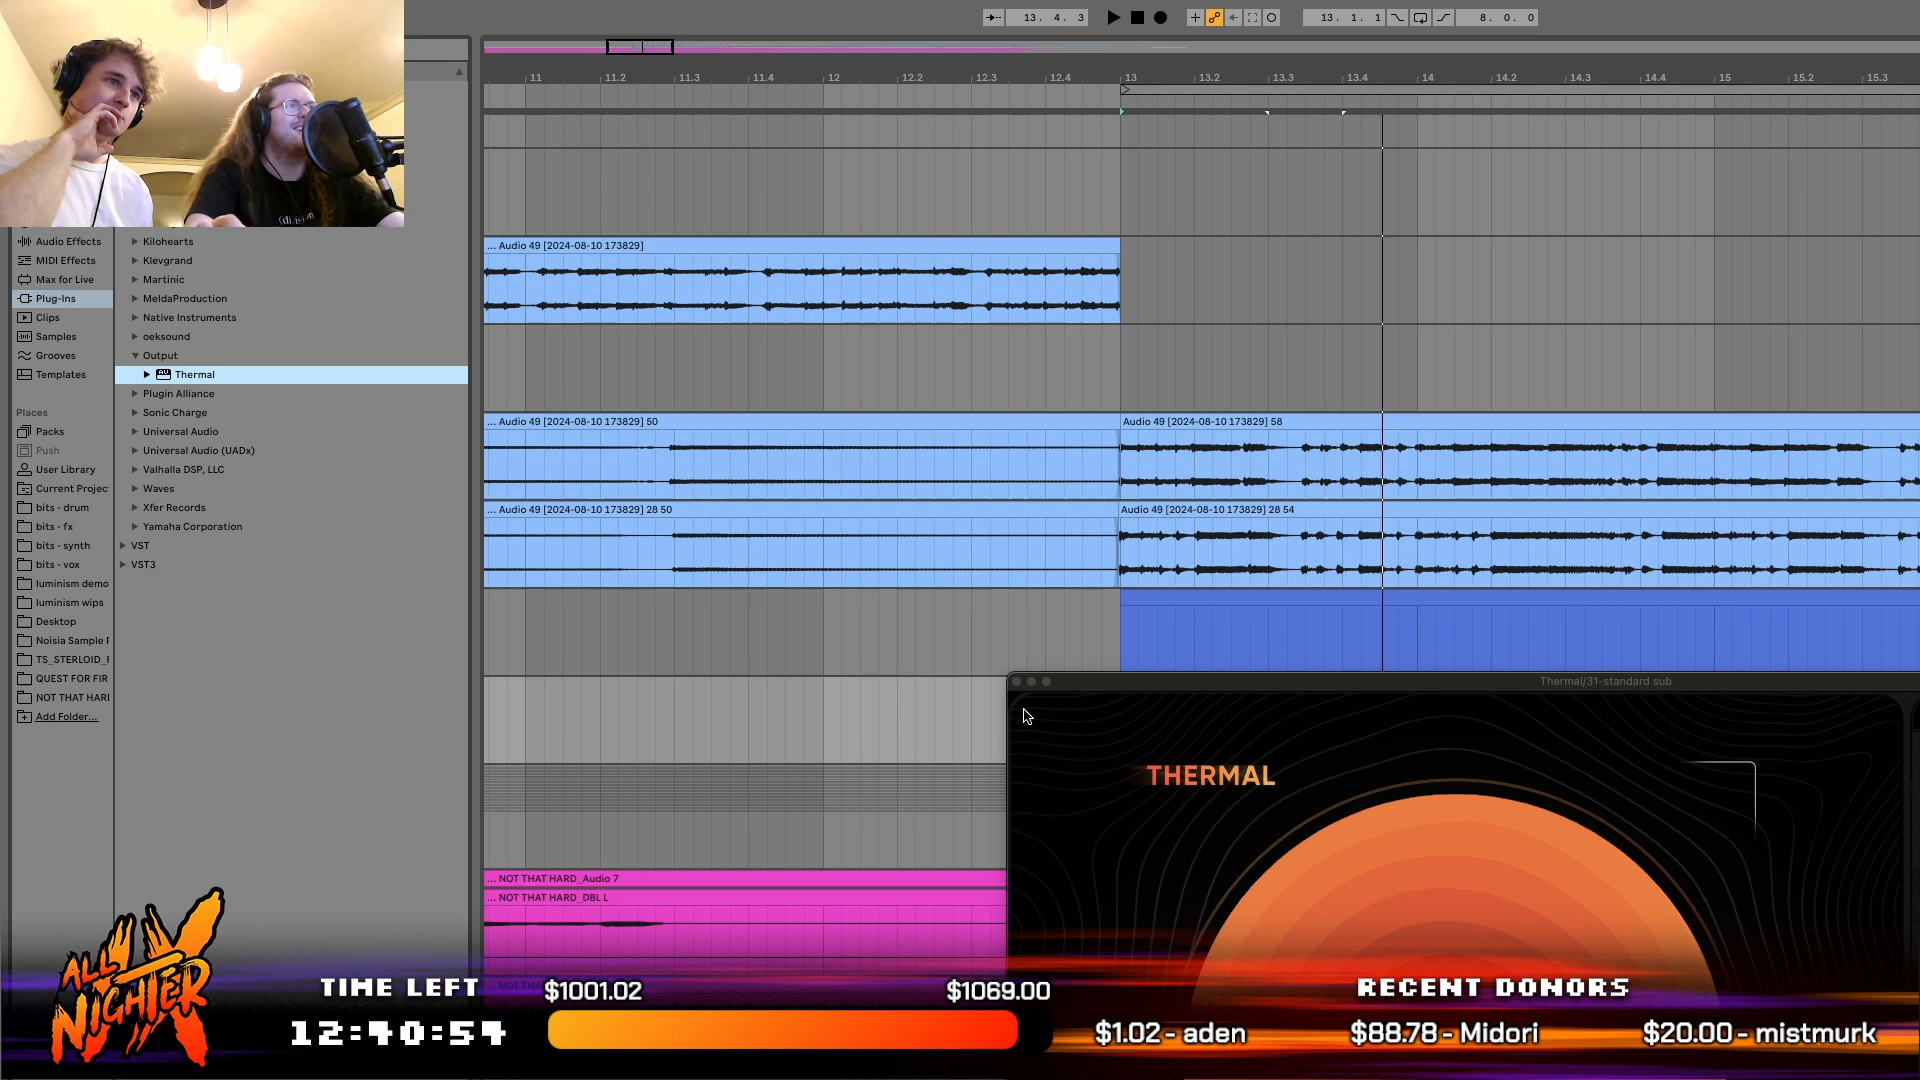 13. 4. 3
13. 1. 1
8. 0. 0
11
11.2
11.3
11.4
12
12.2
12.3
12.4
13
13.2
13.3
13.4
14
14.2
14.3
14.4
15
15.2
15.3
Audio Effects
MIDI Effects
Max for Live
Plug-Ins
Clips
Samples
Grooves
Templates
Places
Packs
Push
User Library
Current Projec
bits - drum
bits - fx
bits - synth
bits - vox
luminism demo
luminism wips
Desktop
Noisia Sample
TS_STERLOID_
QUEST FOR FIR
NOT THAT HARI
Add Folder...
Kilohearts
Klevgrand
Martinic
MeldaProduction
Native Instruments
oeksound
Output
Thermal
Plugin Alliance
Sonic Charge
Universal Audio
Universal Audio (UADx)
Valhalla DSP, LLC
Waves
Xfer Records
Yamaha Corporation
VST
VST3
... Audio 49 [2024-08-10 173829]
... Audio 49 [2024-08-10 173829] 50
Audio 49 [2024-08-10 173829] 58
... Audio 49 [2024-08-10 173829] 28 50
Audio 49 [2024-08-10 173829] 28 54
... NOT THAT HARD_Audio 7
... NOT THAT HARD_DBL L
Thermal/31-standard sub
THERMAL
ALL
NIGHTER
X
TIME LEFT
12:40:54
$1001.02
$1069.00
RECENT DONORS
$1.02 - aden
$88.78 - Midori
$20.00 - mistmurk